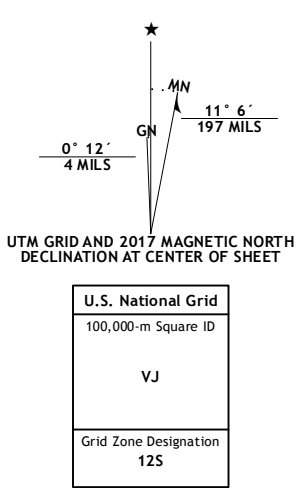 ★
MN
GN
11° 6´
197 MILS
0° 12´
4 MILS
UTM GRID AND 2017 MAGNETIC NORTH
DECLINATION AT CENTER OF SHEET
U.S. National Grid
100,000-m Square ID
VJ
Grid Zone Designation
12S